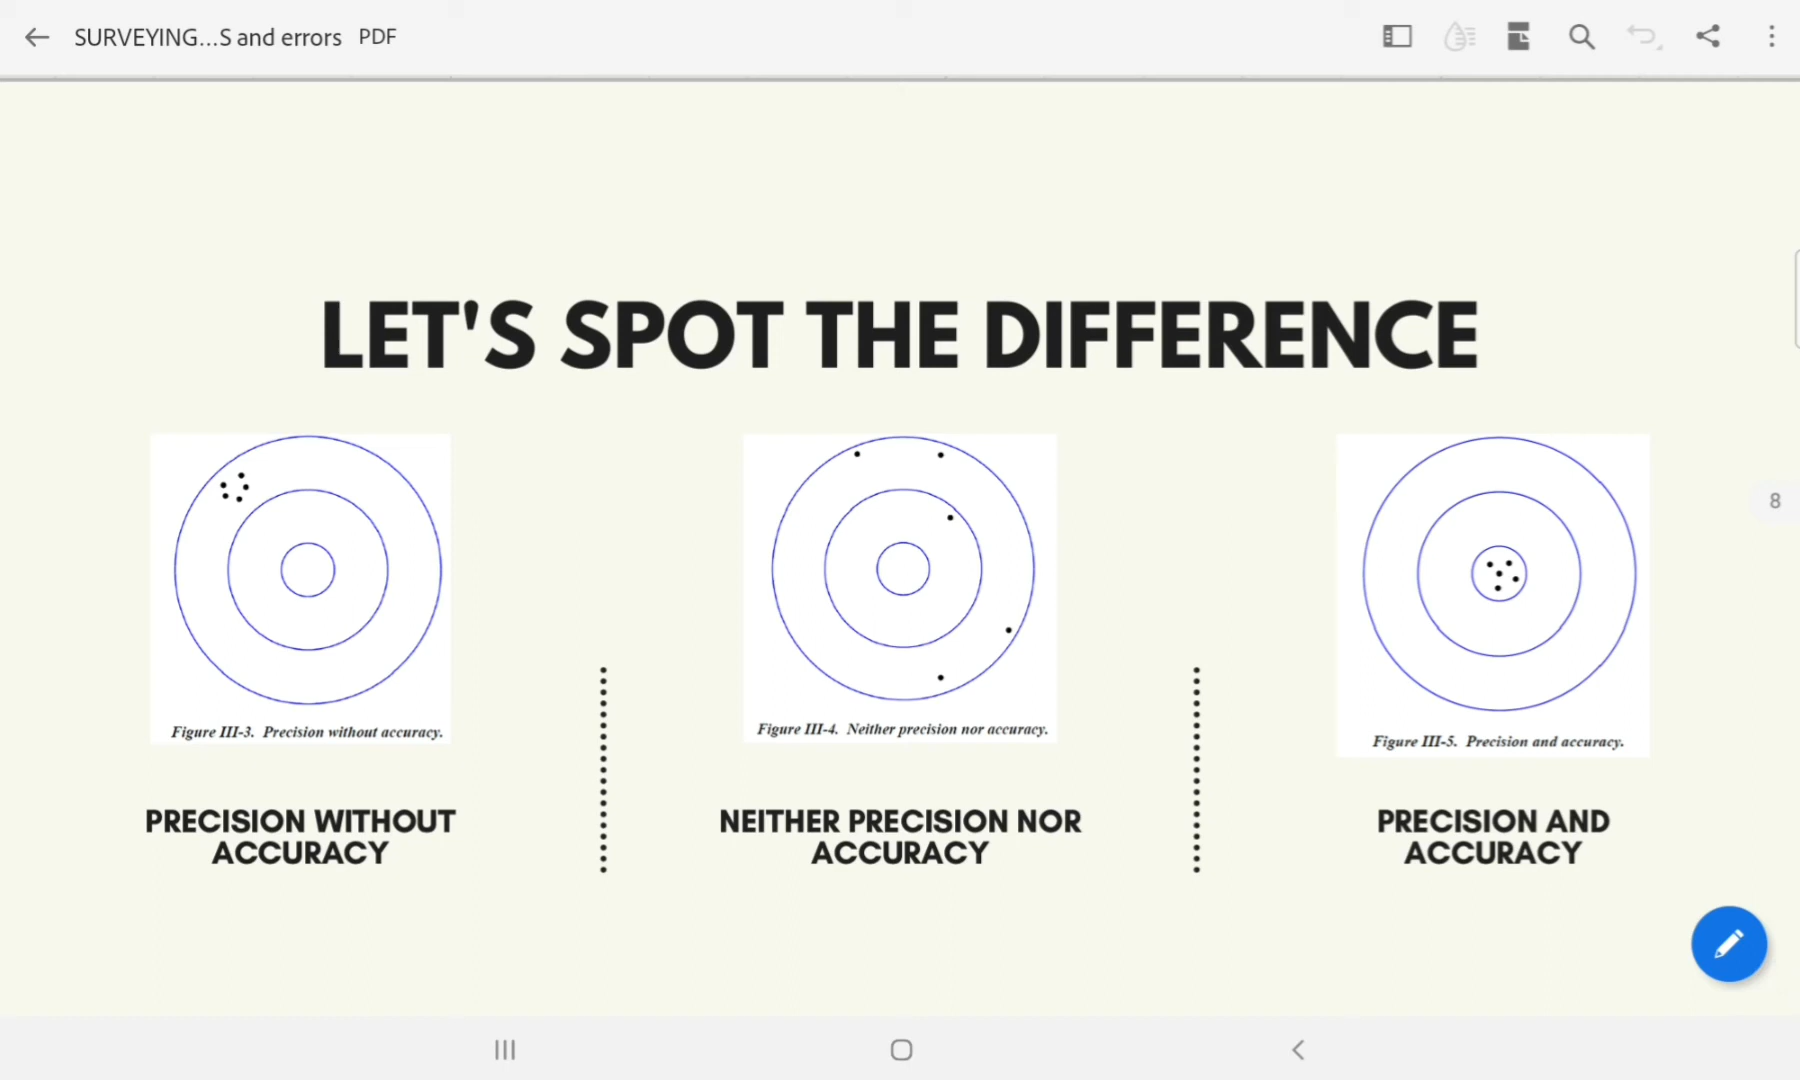 SURVEYING...S and errors PDF
LET'S SPOT THE DIFFERENCE
Figure III-3. Precision without accuracy.
PRECISION WITHOUT
ACCURACY
Figure III-4. Neither precision nor accuracy.
NEITHER PRECISION NOR
ACCURACY
Figure III-5. Precision and accuracy.
PRECISION AND
ACCURACY
8